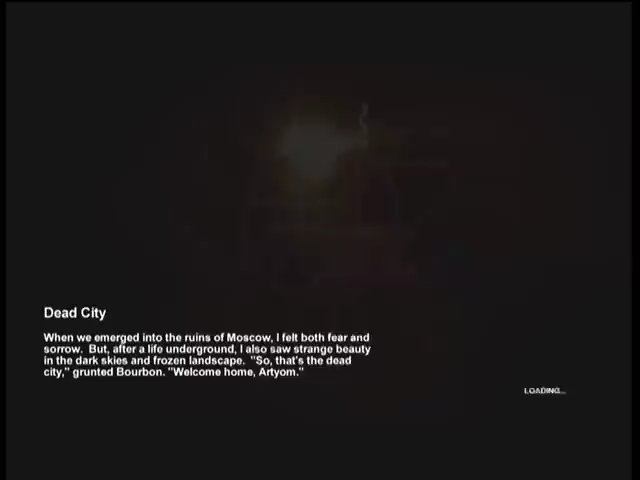 Dead City
When we emerged into the ruins of Moscow, I felt both fear and
sorrow.  But, after a life underground, I also saw strange beauty
in the dark skies and frozen landscape.  "So, that's the dead
city," grunted Bourbon. "Welcome home, Artyom."
LOADING...